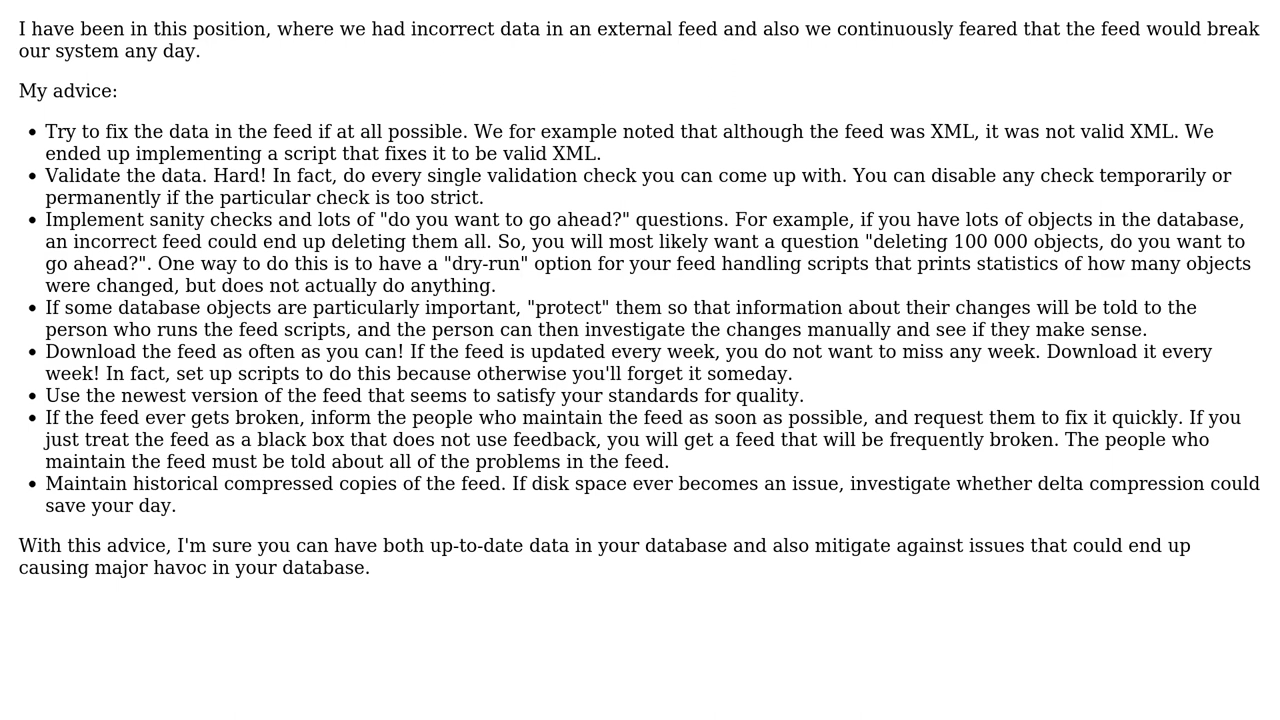 I have been in this position, where we had incorrect data in an external feed and also we continuously feared that the feed would break
our system any day.
My advice:
• Try to fix the data in the feed if at all possible. We for example noted that although the feed was XML, it was not valid XML. We
ended up implementing a script that fixes it to be valid XML.
• Validate the data. Hard! In fact, do every single validation check you can come up with. You can disable any check temporarily or
permanently if the particular check is too strict.
• Implement sanity checks and lots of "do you want to go ahead?" questions. For example, if you have lots of objects in the database,
an incorrect feed could end up deleting them all. So, you will most likely want a question "deleting 100 000 objects, do you want to
go ahead?". One way to do this is to have a "dry-run" option for your feed handling scripts that prints statistics of how many objects
were changed, but does not actually do anything.
• If some database objects are particularly important, "protect" them so that information about their changes will be told to the
person who runs the feed scripts, and the person can then investigate the changes manually and see if they make sense.
• Download the feed as often as you can! If the feed is updated every week, you do not want to miss any week. Download it every
week! In fact, set up scripts to do this because otherwise you'll forget it someday.
• Use the newest version of the feed that seems to satisfy your standards for quality.
• If the feed ever gets broken, inform the people who maintain the feed as soon as possible, and request them to fix it quickly. If you
just treat the feed as a black box that does not use feedback, you will get a feed that will be frequently broken. The people who
maintain the feed must be told about all of the problems in the feed.
• Maintain historical compressed copies of the feed. If disk space ever becomes an issue, investigate whether delta compression could
save your day.
With this advice, I'm sure you can have both up-to-date data in your database and also mitigate against issues that could end up
causing major havoc in your database.